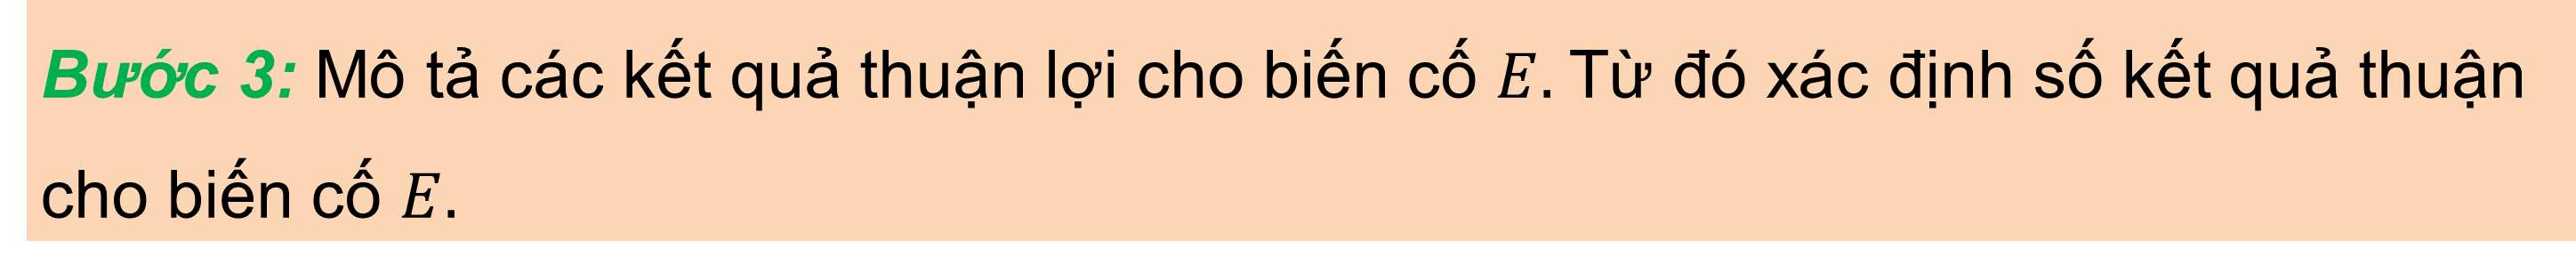 Bước 3: Mô tả các kết quả thuận lợi cho biến cố E. Từ đó xác định số kết quả thuận
cho biến cố E.